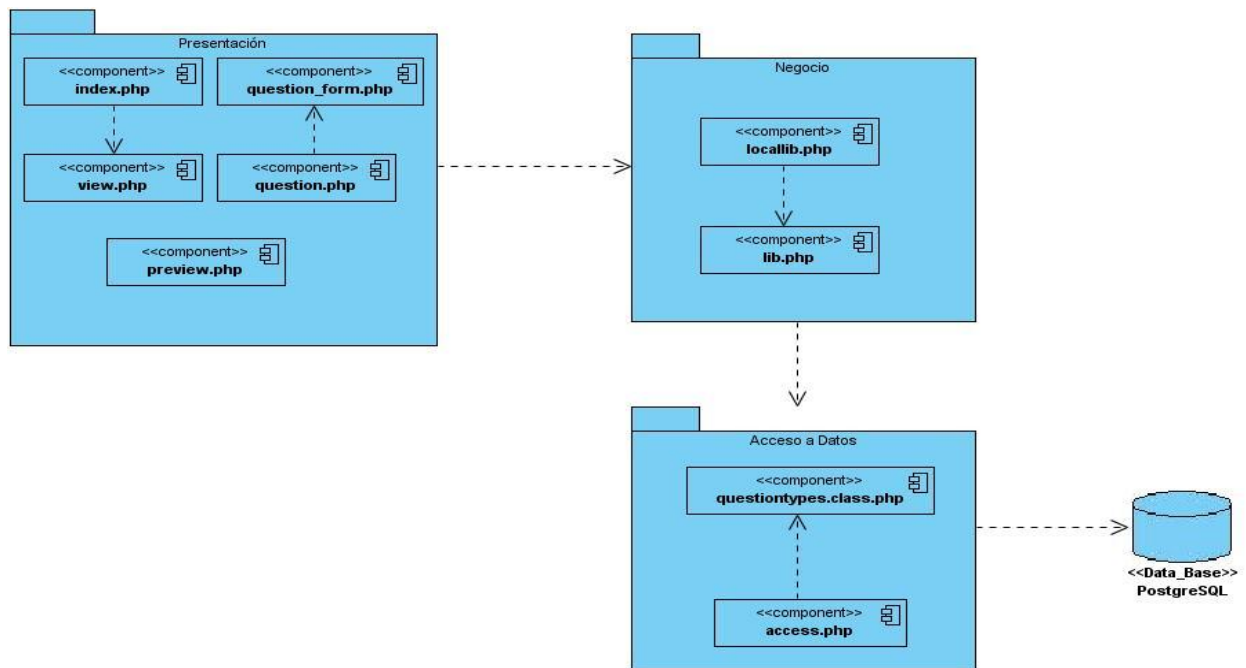 Presentación
<<component>>
index.php
<<component>>
question_form.php
<<component>>
view.php
<<component>>
question.php
<<component>>
preview.php
Negocio
<<component>>
locallib.php
<<component>>
lib.php
Acceso a Datos
<<component>>
questiontypes.class.php
<<component>>
access.php
<<Data_Base>>
PostgreSQL